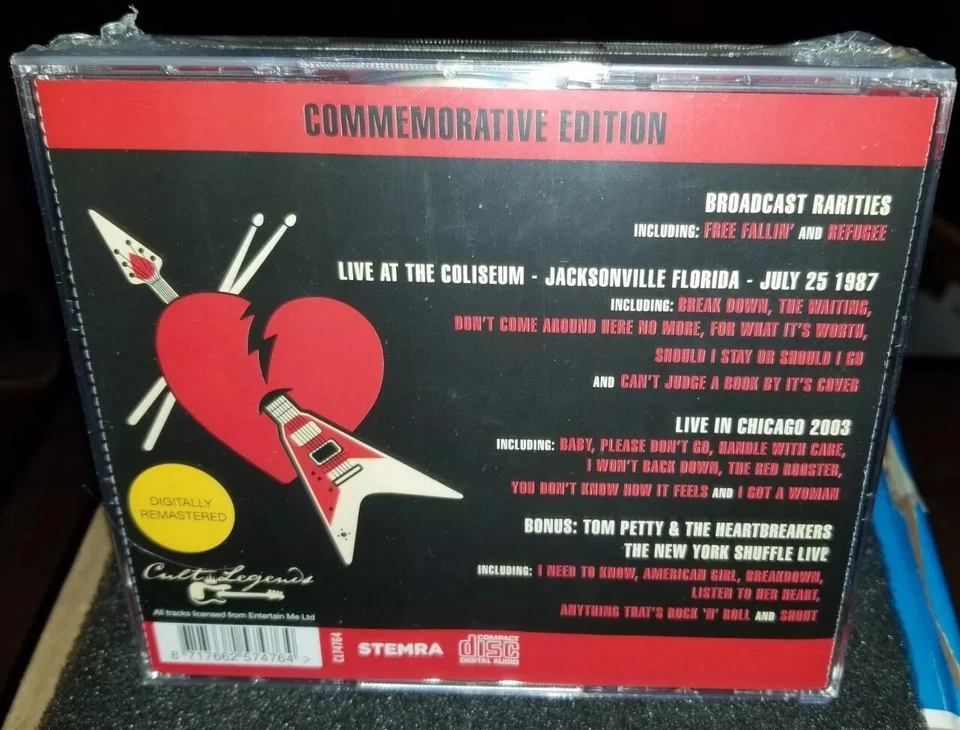 COMMEMORATIVE EDITION
BROADCAST RARITIES
INCLUDING: FREE FALLIN' AND REFUGEE
LIVE AT THE COLISEUM - JACKSONVILLE FLORIDA - JULY 25 1987
INCLUDING: BREAK DOWN, THE WAITING,
DON'T COME AROUND HERE NO MORE, FOR WHAT IT'S WORTH,
SHOULD I STAY OR SHOULD I GO
AND CAN'T JUDGE A BOOK BY IT'S COVER
LIVE IN CHICAGO 2003
INCLUDING: BABY, PLEASE DON'T GO, HANDLE WITH CARE,
I WON'T BACK DOWN, THE RED ROOSTER,
YOU DON'T KNOW HOW IT FEELS AND I GOT A WOMAN
BONUS: TOM PETTY & THE HEARTBREAKERS
THE NEW YORK SHUFFLE LIVE
INCLUDING: I NEED TO KNOW, AMERICAN GIRL, BREAKDOWN,
LISTEN TO HER HEART,
ANYTHING THAT'S ROCK 'N' ROLL AND SHOUT
DIGITALLY
REMASTERED
Cult Legends
All tracks licensed from Entertain Me Ltd
8 717662 574764 >
CL74764
STEMRA
COMPACT
disc
DIGITAL AUDIO